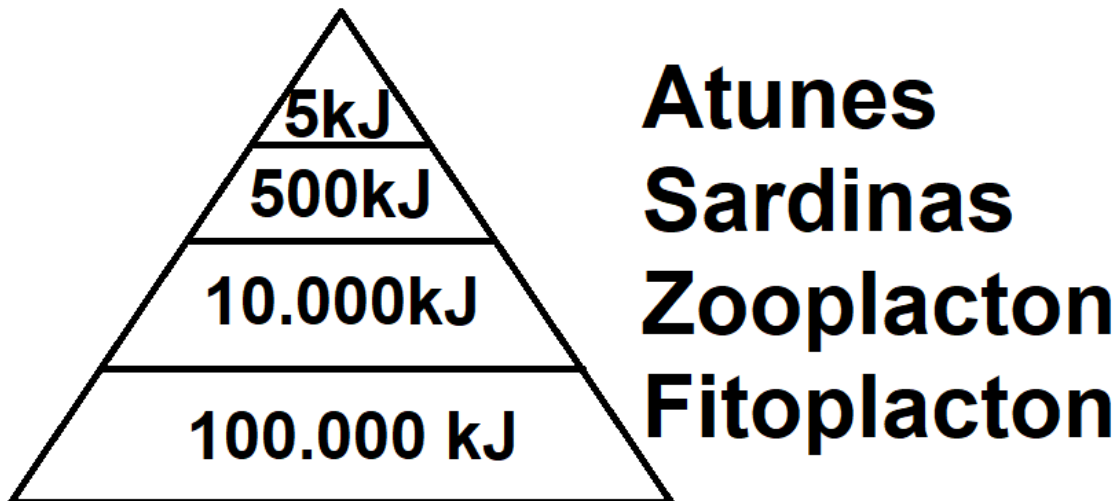 5kJ
Atunes
500kJ
Sardinas
10.000kJ
Zooplacton
100.000 kJ
Fitoplacton